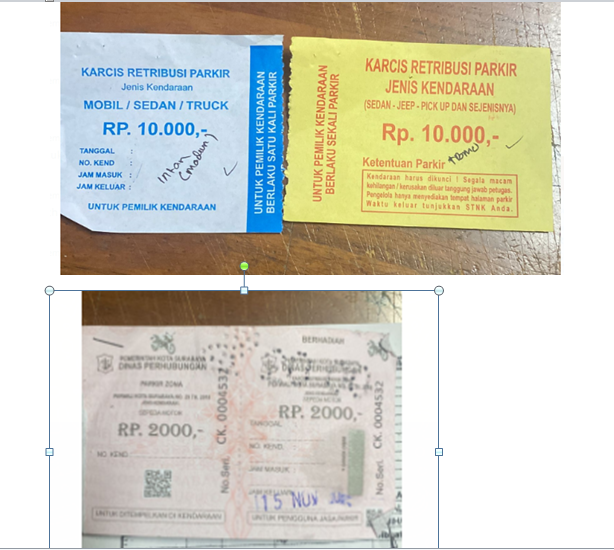 KARCIS RETRIBUSI PARKIR
Jenis Kendaraan
MOBIL / SEDAN / TRUCK
RP. 10.000,-
TANGGAL :
NO. KEND :
JAM MASUK :
JAM KELUAR :
UNTUK PEMILIK KENDARAAN
UNTUK PEMILIK KENDARAAN
BERLAKU SATU KALI PARKIR
UNTUK PEMILIK KENDARAAN
BERLAKU SEKALI PARKIR
KARCIS RETRIBUSI PARKIR
JENIS KENDARAAN
(SEDAN - JEEP - PICK UP DAN SEJENISNYA)
Rp. 10.000,-
Ketentuan Parkir
Kendaraan harus dikunci ! Segala macam
kehilangan / kerusakan diluar tanggung jawab petugas.
Pengelola hanya menyediakan tempat halaman parkir
Waktu keluar tunjukkan STNK Anda.
PEMERINTAH KOTA SURABAYA
DINAS PERHUBUNGAN
PARKIR ZONA
SEPEDA MOTOR
RP. 2000,-
NO. KEND.
UNTUK DITEMPELKAN DI KENDARAAN
No.Seri. CK. 0004532
BERHADIAH
DINAS PERHUBUNGAN
SEPEDA MOTOR
RP. 2000,-
TANGGAL
NO. KEND.
JAM MASUK
15 NOV
UNTUK PENGGUNA JASA PARKIR
No.Seri. CK. 0004532